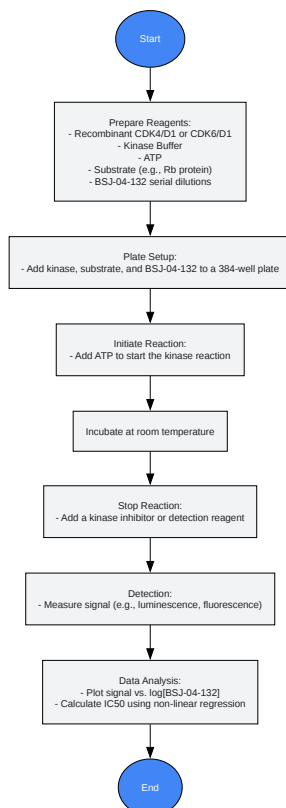 Start
Prepare Reagents:
- Recombinant CDK4/D1 or CDK6/D1
- Kinase Buffer
- ATP
- Substrate (e.g., Rb protein)
- BSJ-04-132 serial dilutions
Plate Setup:
- Add kinase, substrate, and BSJ-04-132 to a 384-well plate
Initiate Reaction:
- Add ATP to start the kinase reaction
Incubate at room temperature
Stop Reaction:
- Add a kinase inhibitor or detection reagent
Detection:
- Measure signal (e.g., luminescence, fluorescence)
Data Analysis:
- Plot signal vs. log[BSJ-04-132]
- Calculate IC50 using non-linear regression
End